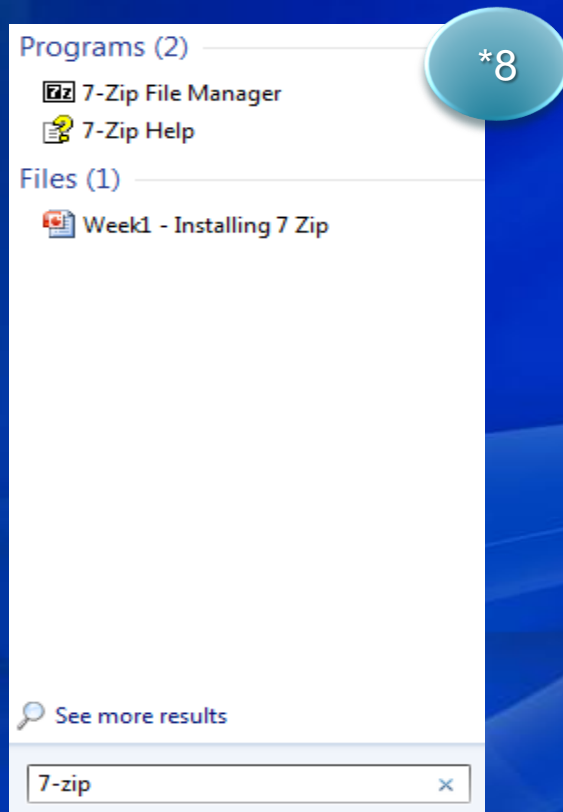 Programs (2)
*8
7-Zip File Manager
7-Zip Help
Files (1)
Week1 - Installing 7 Zip
See more results
7-zip